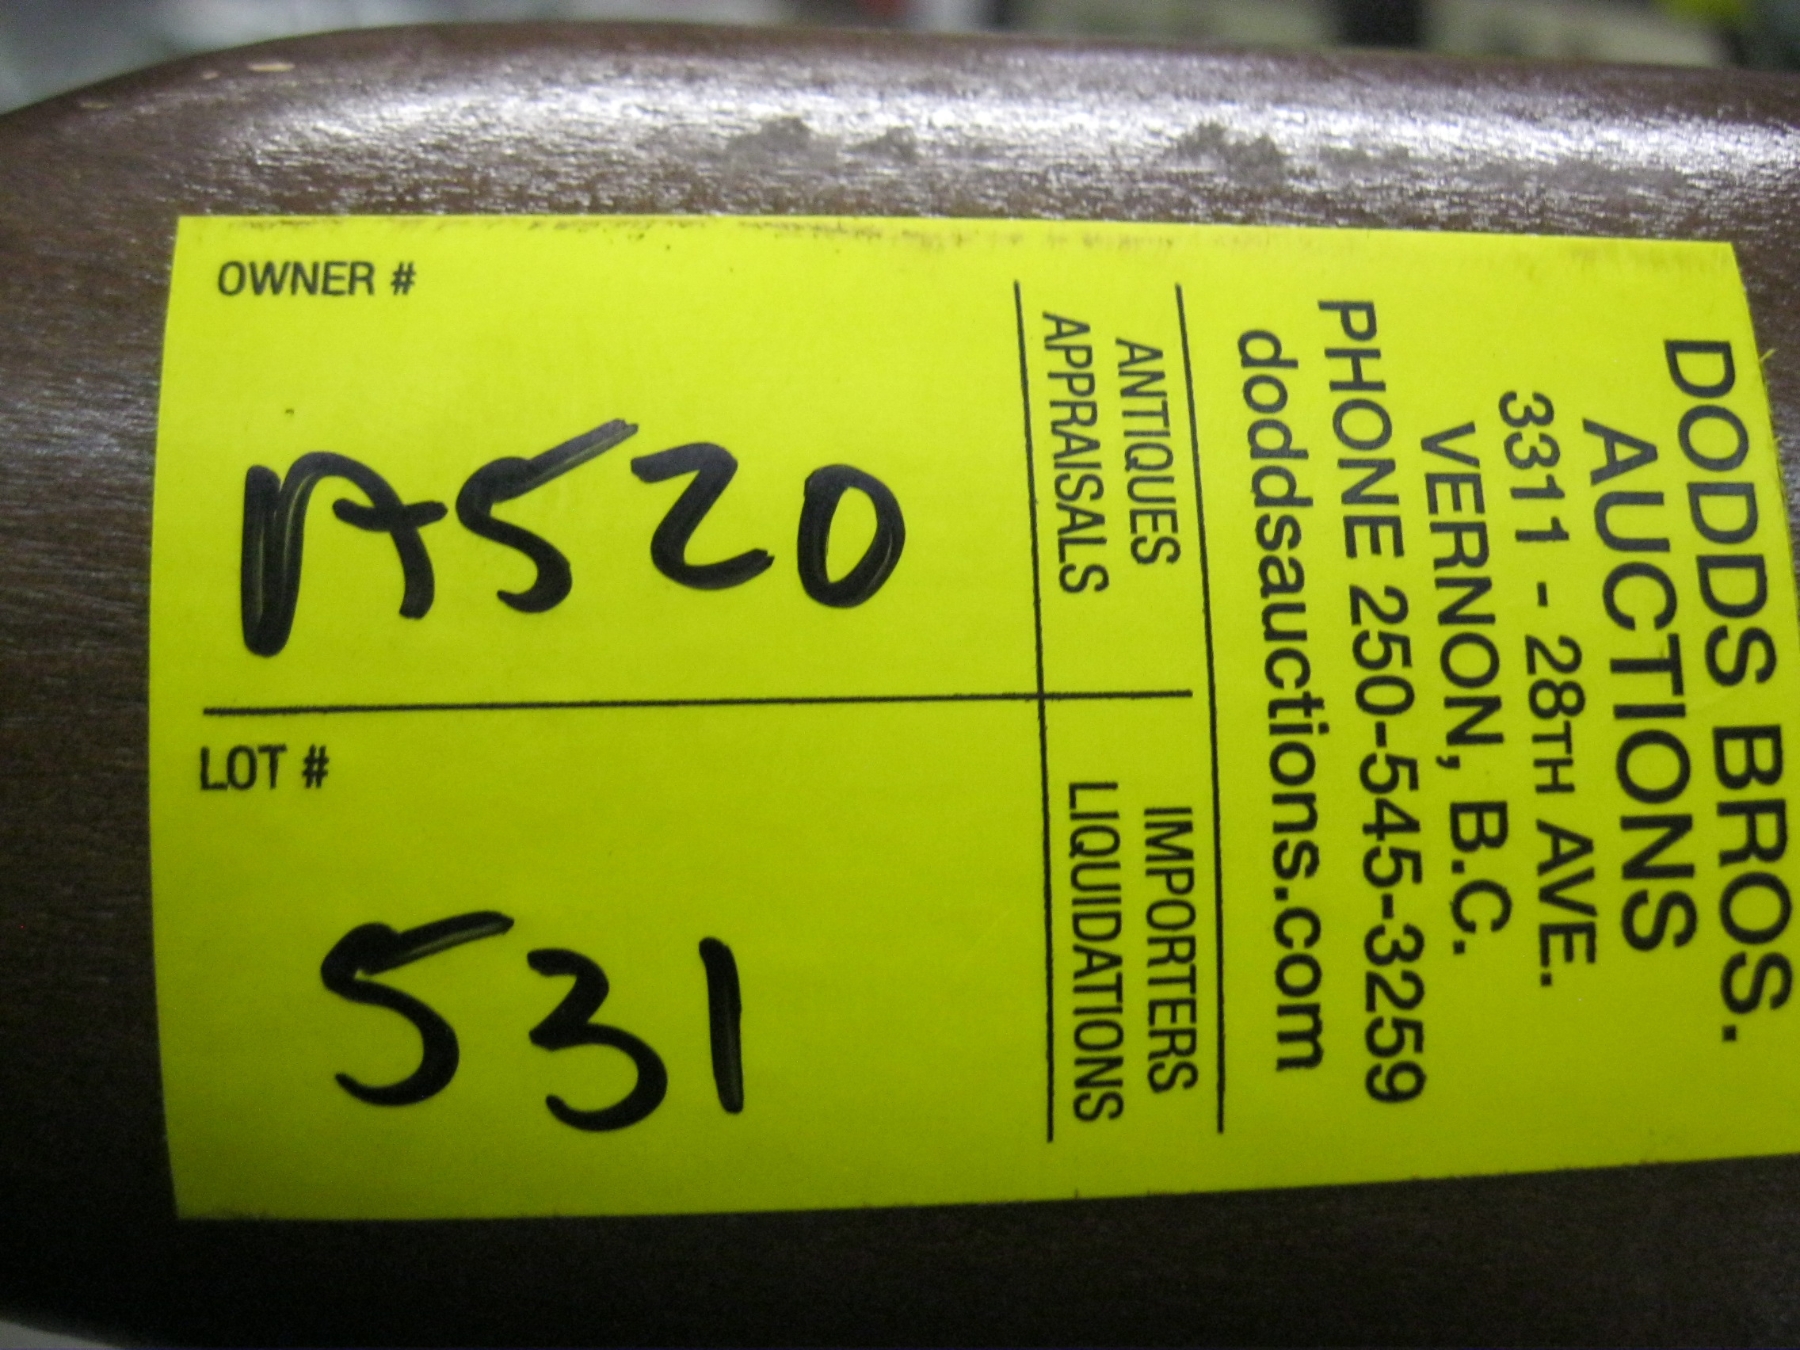 DODDS BROS.
AUCTIONS
3311 - 28TH AVE.
VERNON, B.C.
PHONE 250-545-3259
doddsauctions.com
ANTIQUES
APPRAISALS
IMPORTERS
LIQUIDATIONS
OWNER #
A520
LOT #
531